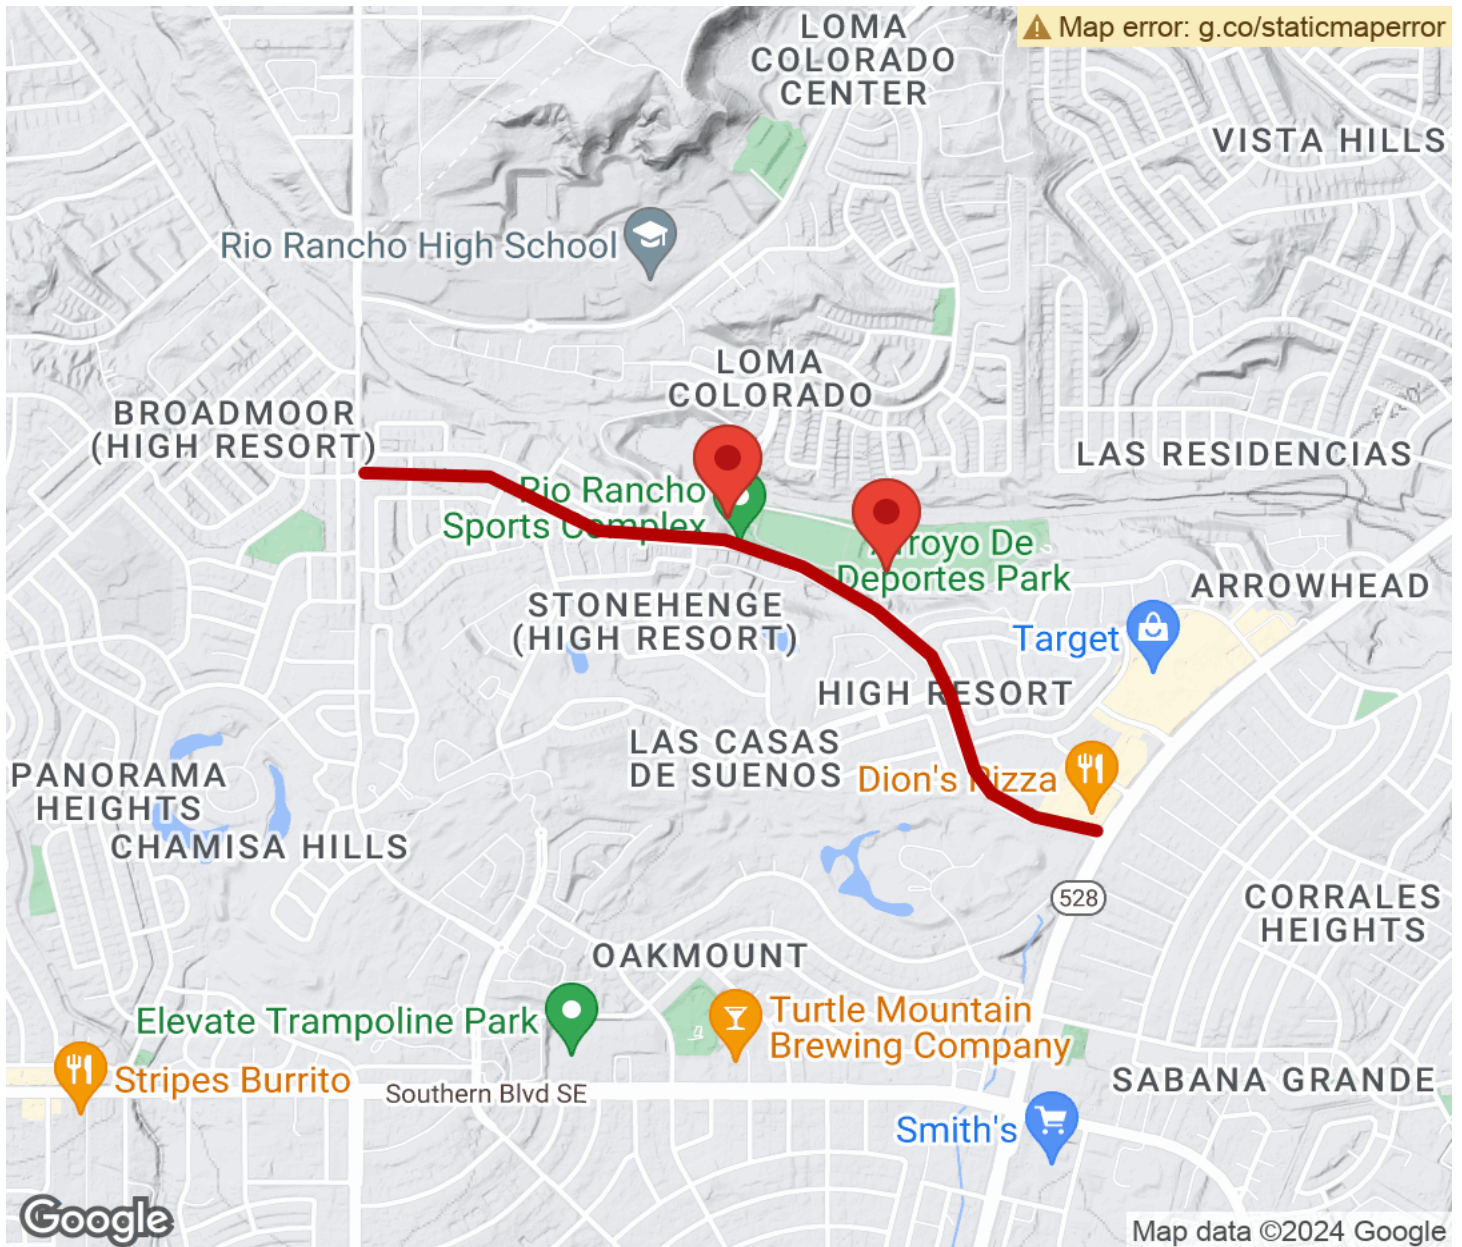 LOMA
COLORADO
CENTER
Map error: g.co/staticmaperror
VISTA HILLS
Rio Rancho High School
LOMA
COLORADO
BROADMOOR
(HIGH RESORT)
LAS RESIDENCIAS
Rio Rancho
Sports Complex
Arroyo De
Deportes Park
ARROWHEAD
STONEHENGE
(HIGH RESORT)
Target
HIGH RESORT
LAS CASAS
DE SUENOS
Dion's Pizza
PANORAMA
HEIGHTS
CHAMISA HILLS
528
CORRALES
HEIGHTS
OAKMOUNT
Elevate Trampoline Park
Turtle Mountain
Brewing Company
Stripes Burrito
Southern Blvd SE
SABANA GRANDE
Smith's
Google
Map data ©2024 Google